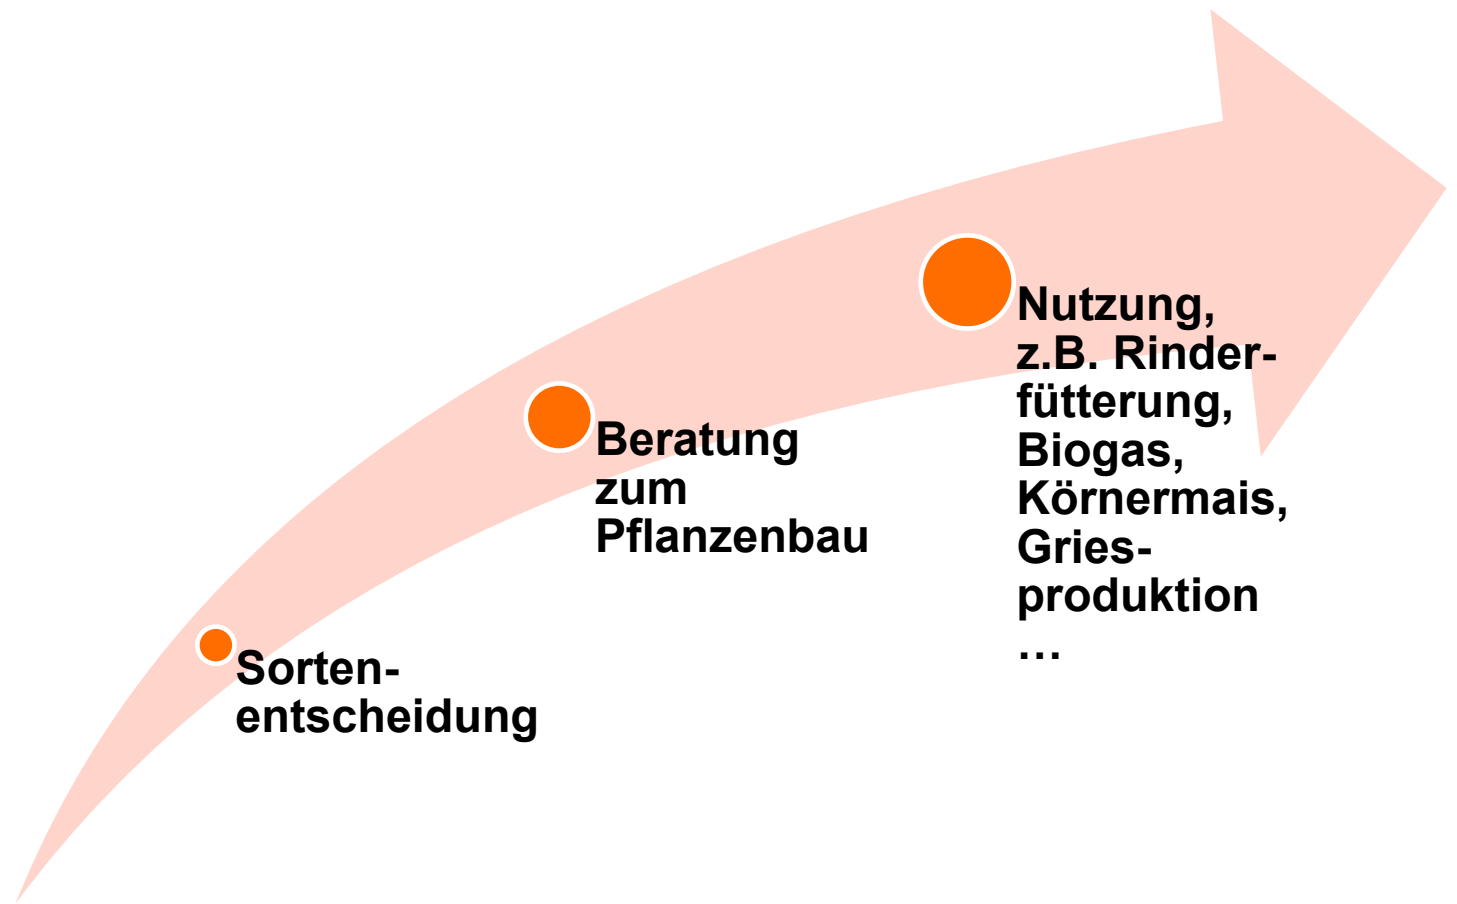 Sorten-
entscheidung
Beratung
zum
Pflanzenbau
Nutzung,
z.B. Rinder-
fütterung,
Biogas,
Körnermais,
Gries-
produktion
…